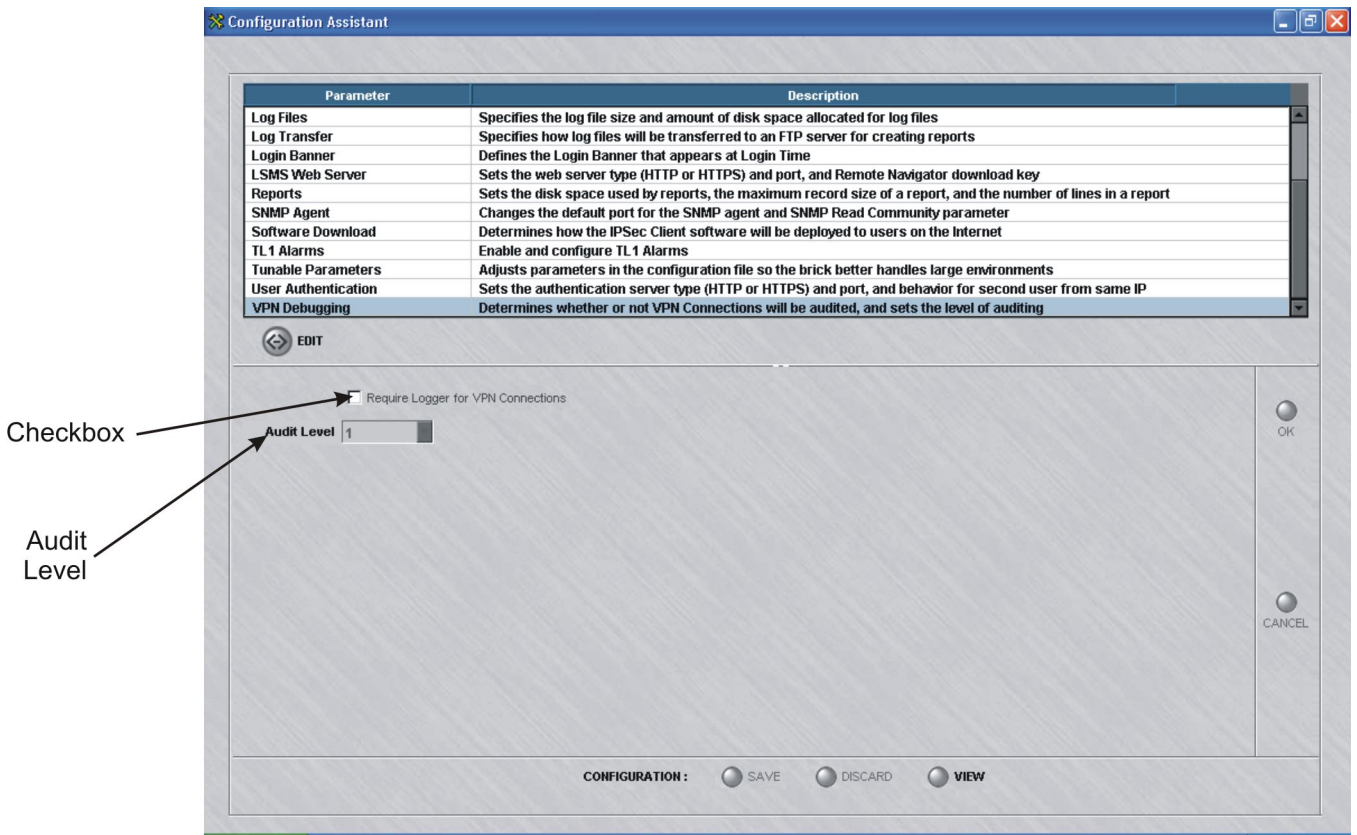 Configuration Assistant
Parameter Description
Log Files Specifies the log file size and amount of disk space allocated for log files
Log Transfer Specifies how log files will be transferred to an FTP server for creating reports
Login Banner Defines the Login Banner that appears at Login Time
LSMS Web Server Sets the web server type (HTTP or HTTPS) and port, and Remote Navigator download key
Reports Sets the disk space used by reports, the maximum record size of a report, and the number of lines in a report
SNMP Agent Changes the default port for the SNMP agent and SNMP Read Community parameter
Software Download Determines how the IPSec Client software will be deployed to users on the Internet
TL1 Alarms Enable and configure TL1 Alarms
Tunable Parameters Adjusts parameters in the configuration file so the brick better handles large environments
User Authentication Sets the authentication server type (HTTP or HTTPS) and port, and behavior for second user from same IP
VPN Debugging Determines whether or not VPN Connections will be audited, and sets the level of auditing
EDIT
Require Logger for VPN Connections
Checkbox
Audit Level 1
OK
Audit
Level
CANCEL
CONFIGURATION : SAVE DISCARD VIEW